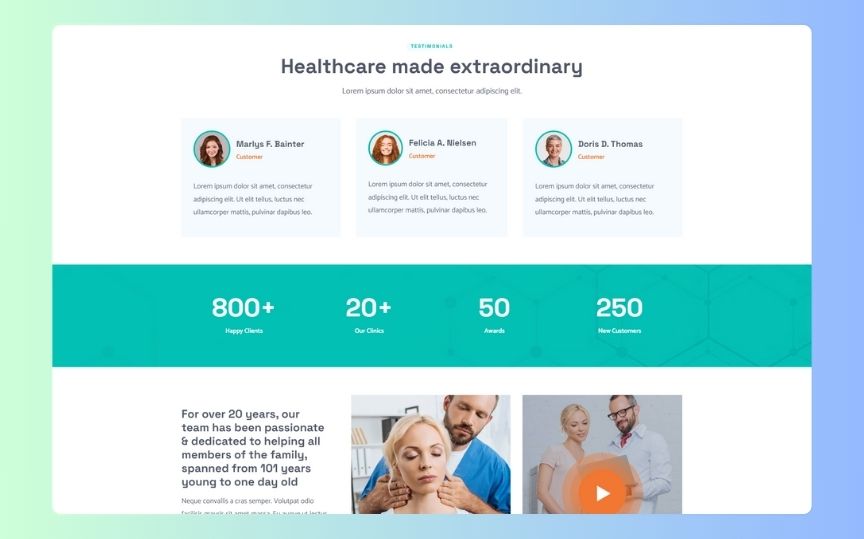 TESTIMONIALS
Healthcare made extraordinary
Lorem ipsum dolor sit amet, consectetur adipiscing elit.
Marlys F. Bainter
Customer
Lorem ipsum dolor sit amet, consectetur
adipiscing elit. Ut elit tellus, luctus nec
ullamcorper mattis, pulvinar dapibus leo.
Felicia A. Nielsen
Customer
Lorem ipsum dolor sit amet, consectetur
adipiscing elit. Ut elit tellus, luctus nec
ullamcorper mattis, pulvinar dapibus leo.
Doris D. Thomas
Customer
Lorem ipsum dolor sit amet, consectetur
adipiscing elit. Ut elit tellus, luctus nec
ullamcorper mattis, pulvinar dapibus leo.
800+
Happy Clients
20+
Our Clinics
50
Awards
250
New Customers
For over 20 years, our
team has been passionate
& dedicated to helping all
members of the family,
spanned from 101 years
young to one day old
Neque convallis a cras semper. Volutpat odio